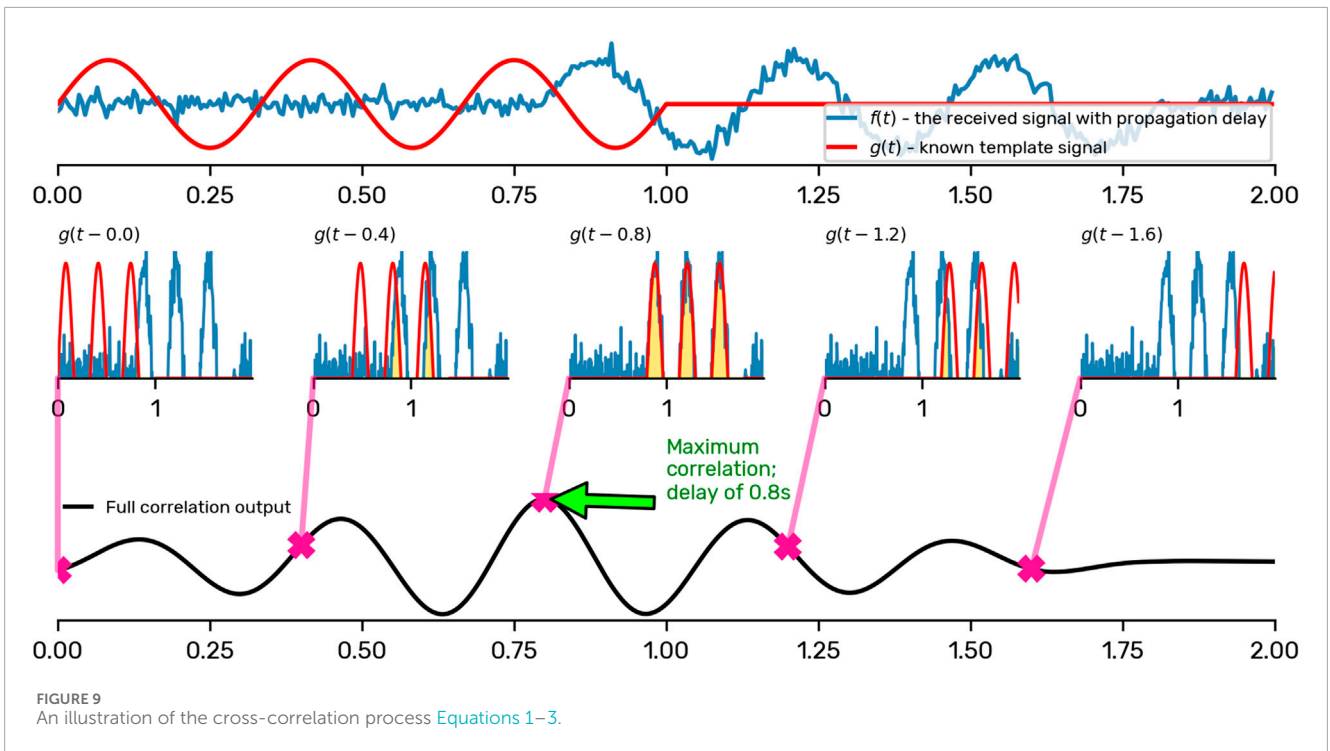 f(t) - the received signal with propagation delay
g(t) - known template signal
0.00 0.25 0.50 0.75 1.00 1.25 1.50 1.75 2.00
g(t − 0.0) g(t − 0.4) g(t − 0.8) g(t − 1.2) g(t − 1.6)
0 1 0 1 0 1 0 1 0 1
Maximum
correlation;
delay of 0.8s
Full correlation output
0.00 0.25 0.50 0.75 1.00 1.25 1.50 1.75 2.00
FIGURE 9
An illustration of the cross-correlation process Equations 1–3.